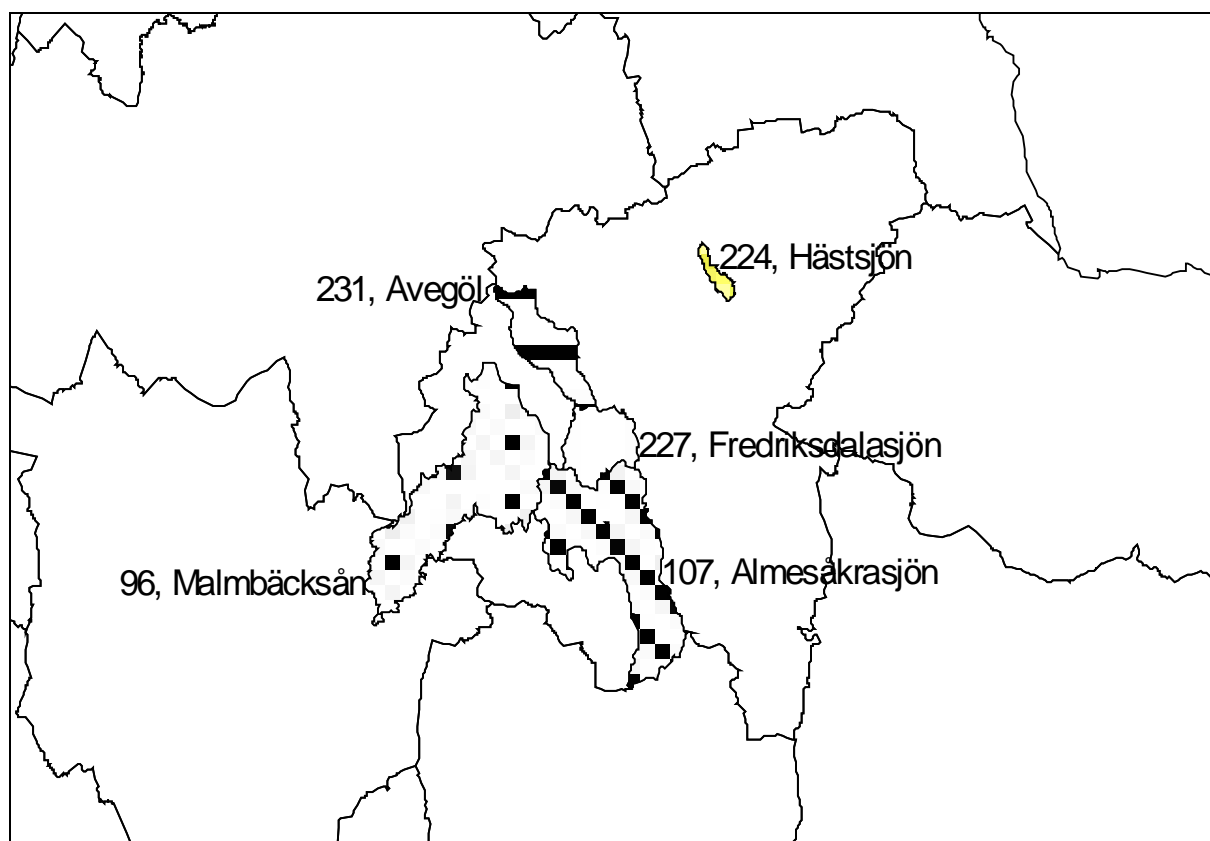 224, Hästsjön
231, Avegöl
227, Fredriksdalasjön
107, Almesåkrasjön
96, Malmbäcksån